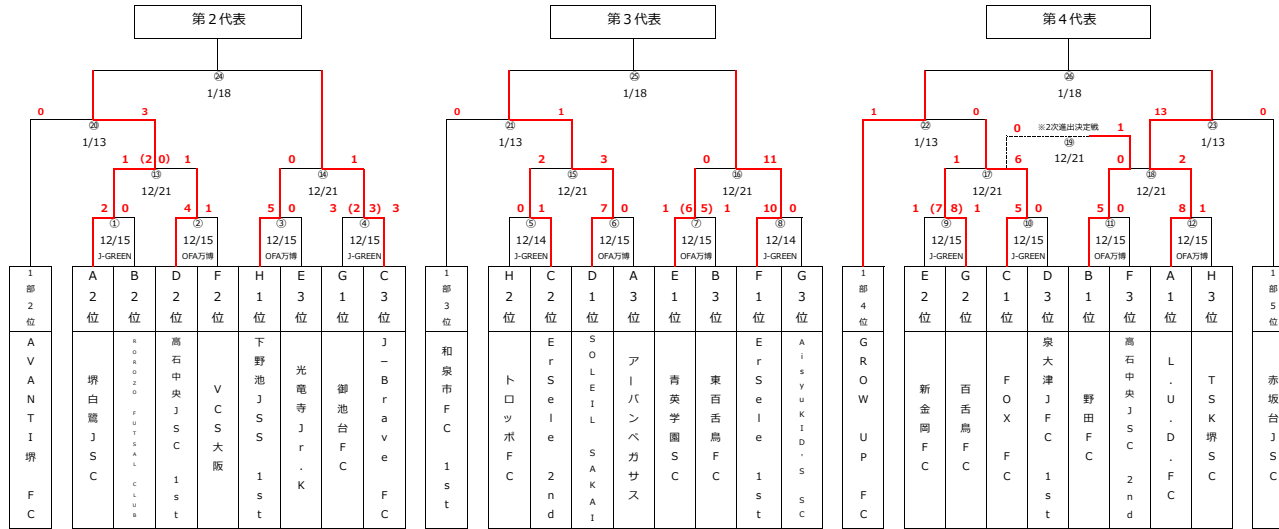 第２代表 第３代表 第４代表
㉔ ㉕ ㉖
1/18 1/18 1/18
0 3 0 1 1 0 13 0
⑳ ㉑ ㉒ ㉓
1/13 1/13 1/13 1/13
0 ※2次進出決定戦 1
⑲
12/21
1 (2 0) 1 0 1 2 3 0 11 1 6 0 2
⑬ ⑭ ⑮ ⑯ ⑰ ⑱
12/21 12/21 12/21 12/21 12/21 12/21
2 0 4 1 5 0 3 (2 3) 3 0 1 7 0 1 (6 5) 1 10 0 1 (7 8) 1 5 0 5 0 8 1
① ② ③ ④ ⑤ ⑥ ⑦ ⑧ ⑨ ⑩ ⑪ ⑫
12/15 12/15 12/15 12/15 12/14 12/15 12/15 12/14 12/15 12/15 12/15 12/15
J-GREEN OFA万博 OFA万博 J-GREEN J-GREEN OFA万博 OFA万博 J-GREEN J-GREEN J-GREEN OFA万博 OFA万博
1部2位
A2位
B2位
D2位
F2位
H1位
E3位
G1位
C3位
1部3位
H2位
C2位
D1位
A3位
E1位
B3位
F1位
G3位
1部4位
E2位
G2位
C1位
D3位
B1位
F3位
A1位
H3位
1部5位
AVANTI堺 FC
堺白鷺JSC
ROROZO FUTSAL CLUB
高石中央JSC 1st
VCS大阪
下野池JSS 1st
光竜寺Jr.K
御池台FC
J－Brave FC
和泉市FC 1st
トロッポFC
ErSele 2nd
SOLEIL SAKAI
アーバンペガサス
青英学園SC
東百舌鳥FC
ErSele 1st
AisyuKID-S SC
GROW UP FC
新金岡FC
百舌鳥FC
FOX FC
泉大津JFC 1st
野田FC
高石中央JSC 2nd
L.U.D.FC
TSK堺SC
赤坂台JSC